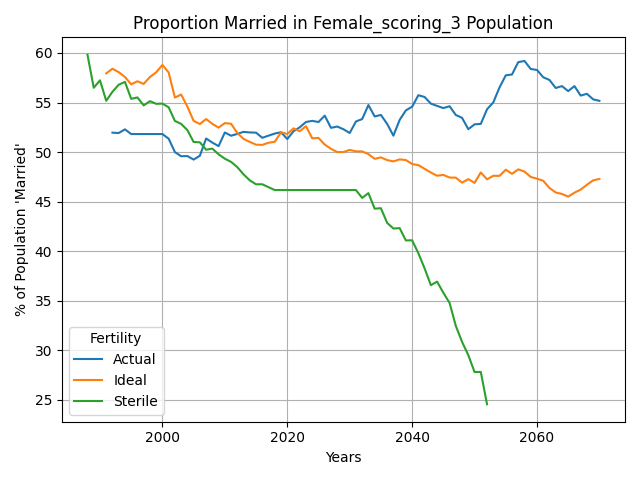 Proportion Married in Female_scoring_3 Population
% of Population 'Married'
60
55
50
45
40
35
30
25
Fertility
Actual
Ideal
Sterile
2000 2020 2040 2060
Years